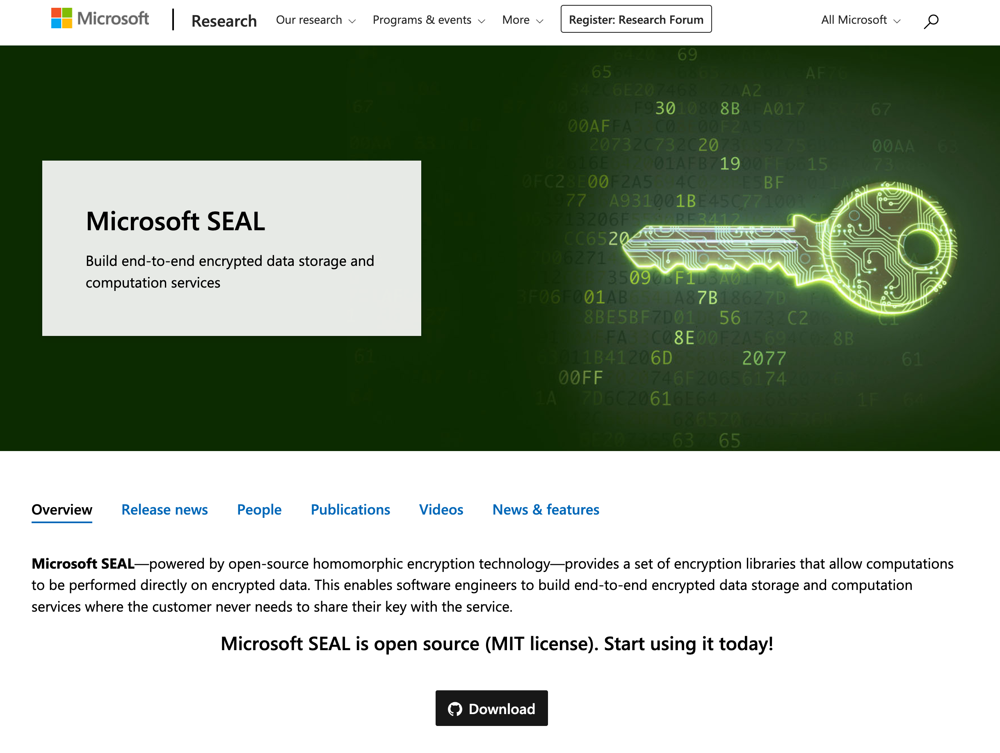 Microsoft
Research
Our research
Programs & events
More
Register: Research Forum
All Microsoft
Microsoft SEAL
Build end-to-end encrypted data storage and
computation services
Overview
Release news
People
Publications
Videos
News & features
Microsoft SEAL—powered by open-source homomorphic encryption technology—provides a set of encryption libraries that allow computations
to be performed directly on encrypted data. This enables software engineers to build end-to-end encrypted data storage and computation
services where the customer never needs to share their key with the service.
Microsoft SEAL is open source (MIT license). Start using it today!
Download